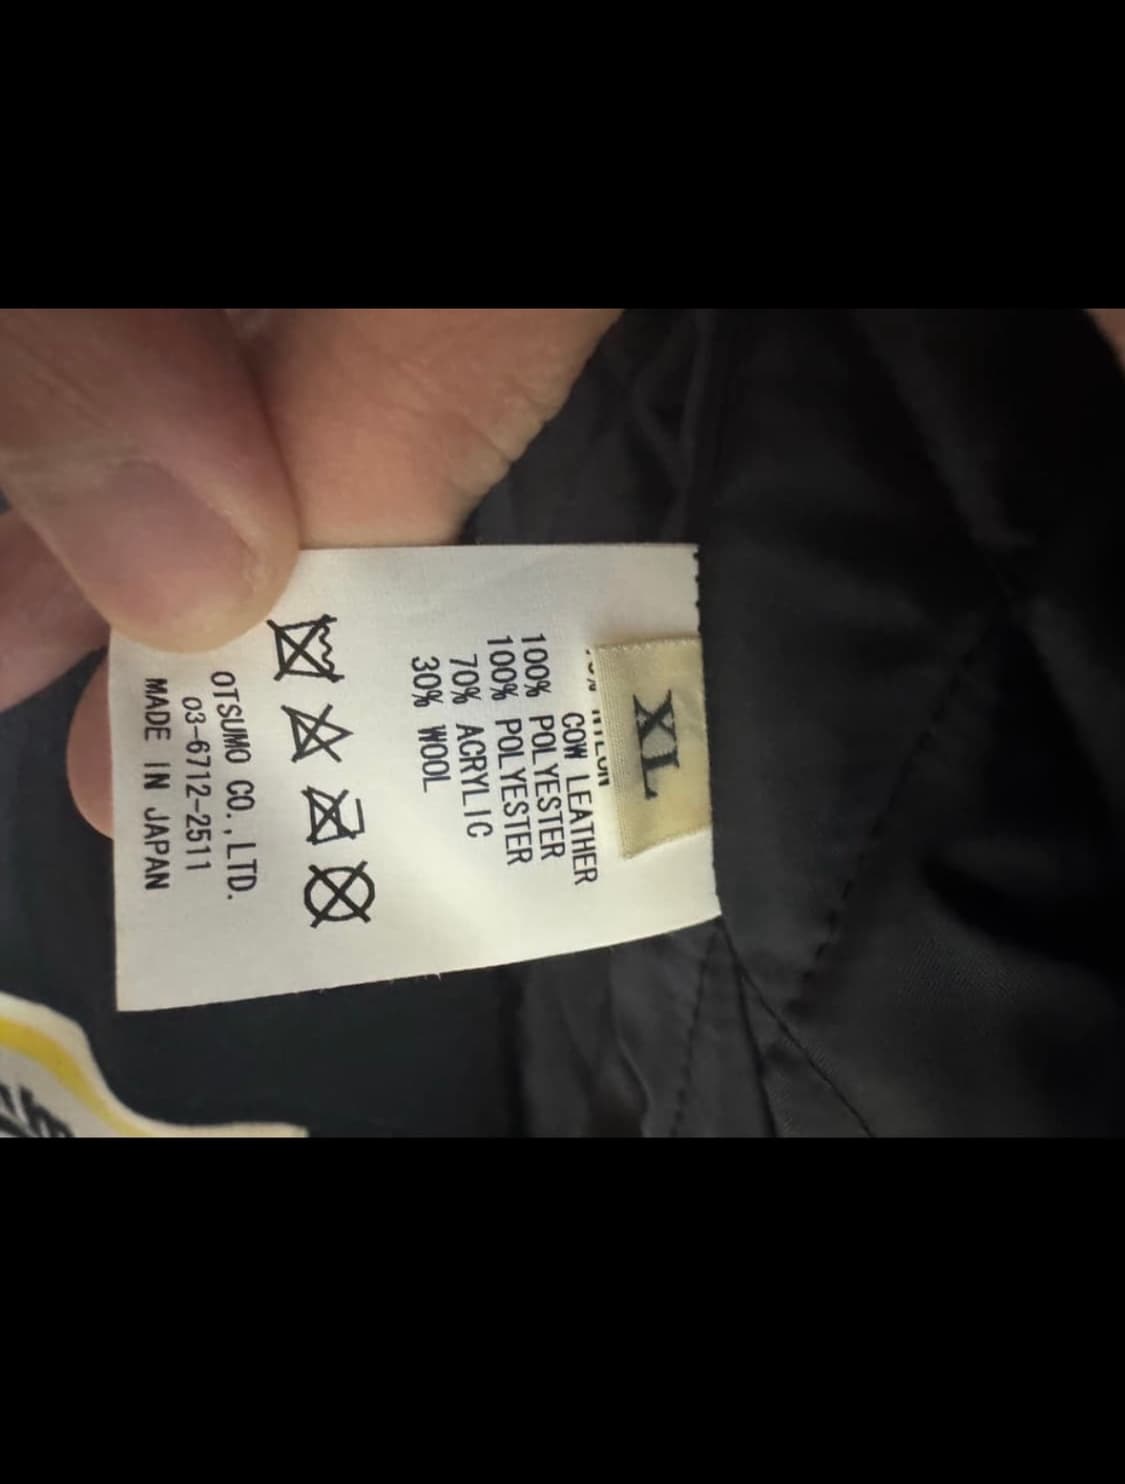 XL
NYLON
COW LEATHER
100% POLYESTER
100% POLYESTER
70% ACRYLIC
30% WOOL
OTSUMO CO.,LTD.
03-6712-2511
MADE IN JAPAN